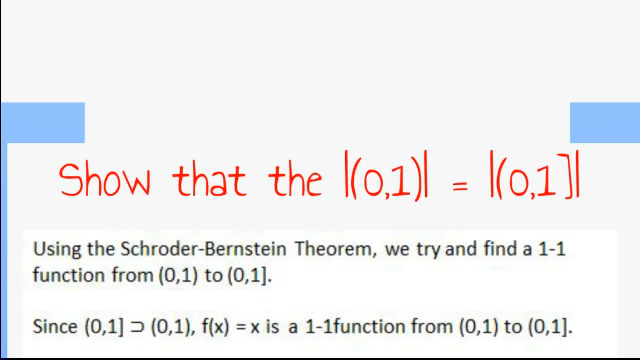 Show that the |(0,1)| = |(0,1]|
Using the Schroder-Bernstein Theorem, we try and find a 1-1
function from (0,1) to (0,1].
Since (0,1] ⊃ (0,1), f(x) = x is a 1-1function from (0,1) to (0,1].